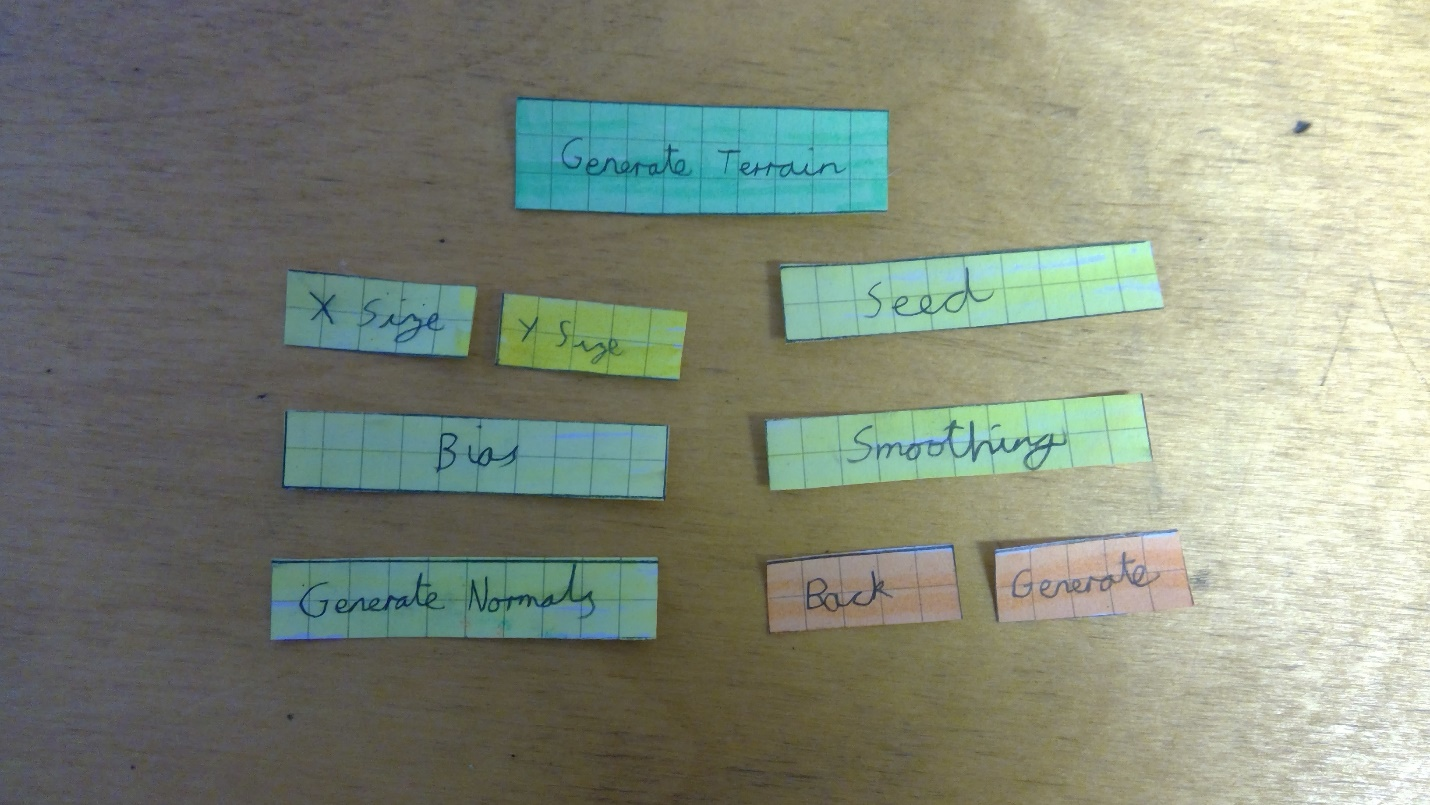 Generate Terrain
X Size
Y Size
Seed
Bias
Smoothing
Generate Normals
Back
Generate